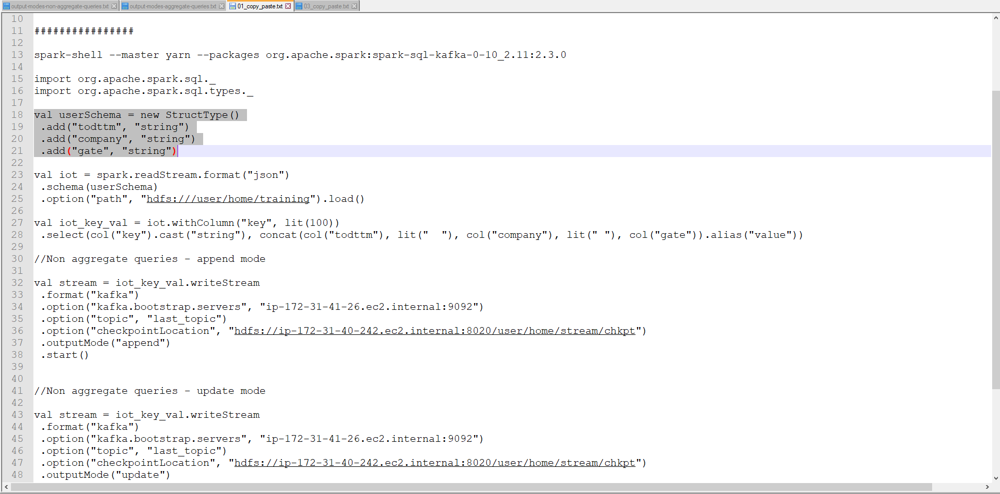 output-modes-non-aggregate-queries.txt output-modes-aggregate-queries.txt 01_copy_paste.txt 03_copy_paste.txt
10
11 ################
12
13 spark-shell --master yarn --packages org.apache.spark:spark-sql-kafka-0-10_2.11:2.3.0
14
15 import org.apache.spark.sql._
16 import org.apache.spark.sql.types._
17
18 val userSchema = new StructType()
19  .add("todttm", "string")
20  .add("company", "string")
21  .add("gate", "string")
22
23 val iot = spark.readStream.format("json")
24  .schema(userSchema)
25  .option("path", "hdfs:///user/home/training").load()
26
27 val iot_key_val = iot.withColumn("key", lit(100))
28  .select(col("key").cast("string"), concat(col("todttm"), lit("  "), col("company"), lit(" "), col("gate")).alias("value"))
29
30 //Non aggregate queries - append mode
31
32 val stream = iot_key_val.writeStream
33  .format("kafka")
34  .option("kafka.bootstrap.servers", "ip-172-31-41-26.ec2.internal:9092")
35  .option("topic", "last_topic")
36  .option("checkpointLocation", "hdfs://ip-172-31-40-242.ec2.internal:8020/user/home/stream/chkpt")
37  .outputMode("append")
38  .start()
39
40
41 //Non aggregate queries - update mode
42
43 val stream = iot_key_val.writeStream
44  .format("kafka")
45  .option("kafka.bootstrap.servers", "ip-172-31-41-26.ec2.internal:9092")
46  .option("topic", "last_topic")
47  .option("checkpointLocation", "hdfs://ip-172-31-40-242.ec2.internal:8020/user/home/stream/chkpt")
48  .outputMode("update")